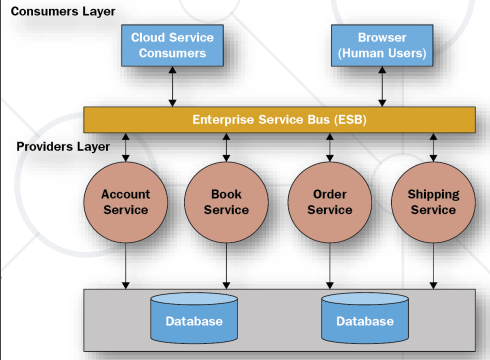 Consumers Layer
Cloud Service
Consumers
Browser
(Human Users)
Enterprise Service Bus (ESB)
Providers Layer
Account
Service
Book
Service
Order
Service
Shipping
Service
Database
Database